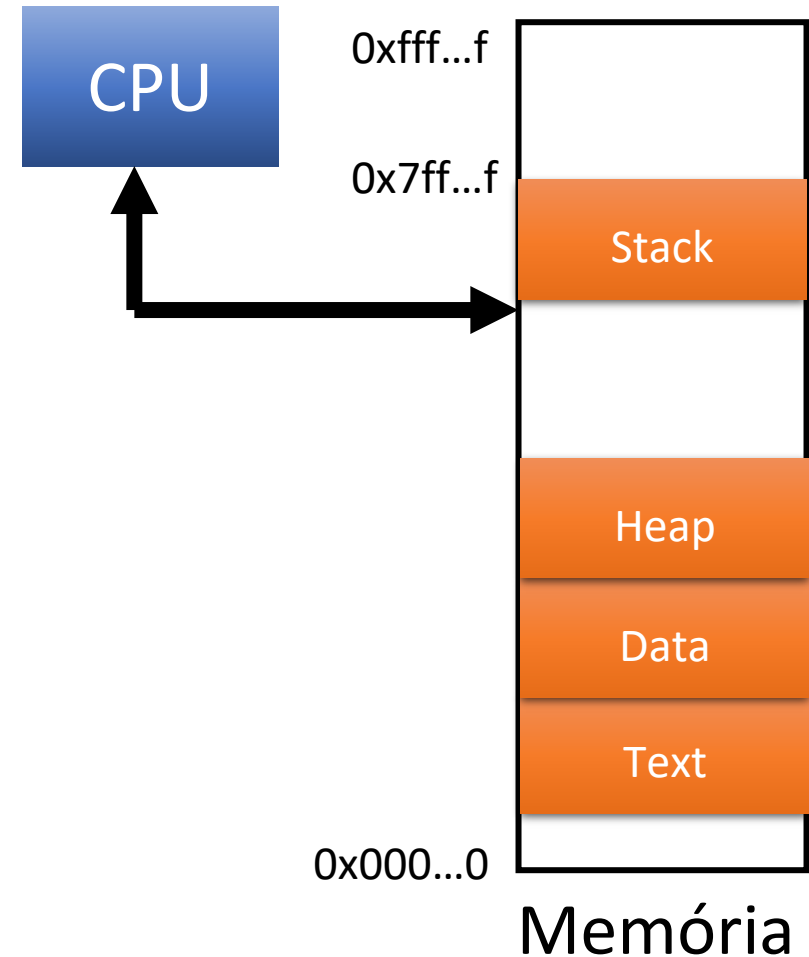 CPU
0xfff…f
0x7ff…f
Stack
Heap
Data
Text
0x000…0
Memória